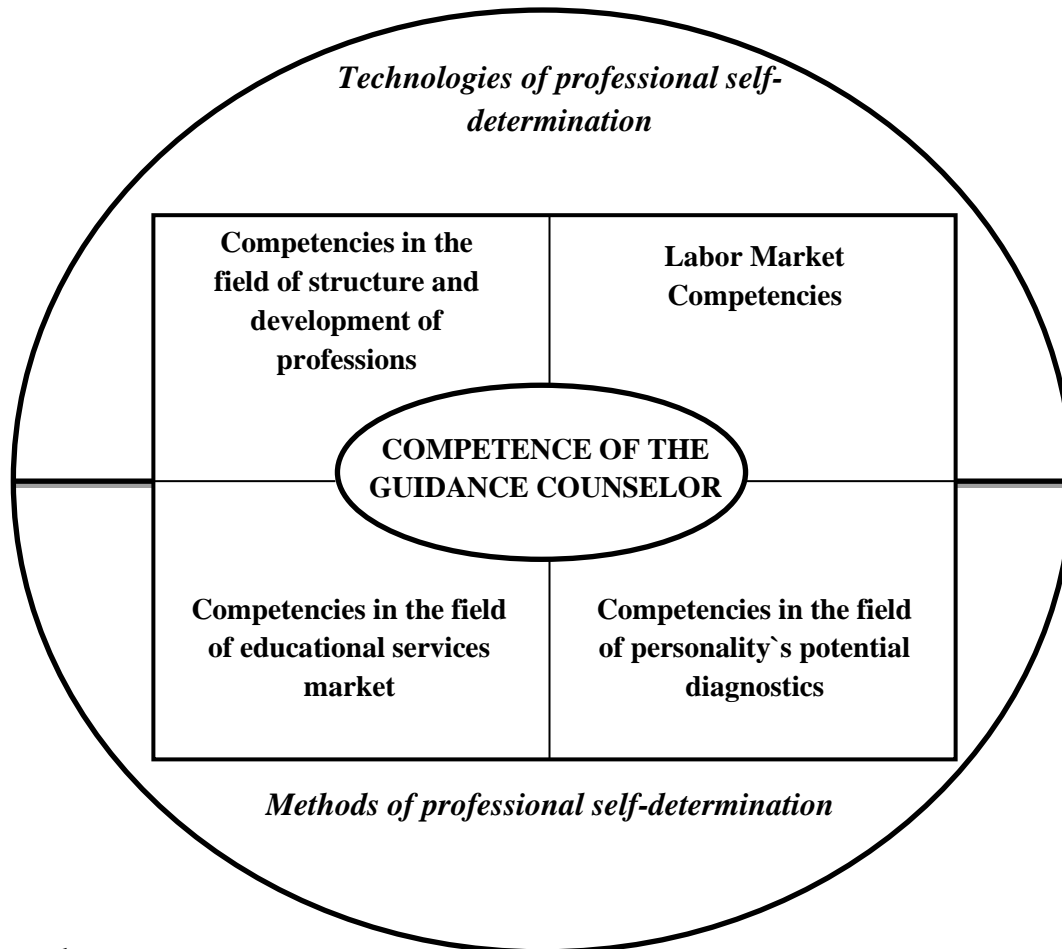 Technologies of professional self-
determination
Competencies in the
field of structure and
development of
professions
Labor Market
Competencies
COMPETENCE OF THE
GUIDANCE COUNSELOR
Competencies in the field
of educational services
market
Competencies in the field
of personality`s potential
diagnostics
Methods of professional self-determination